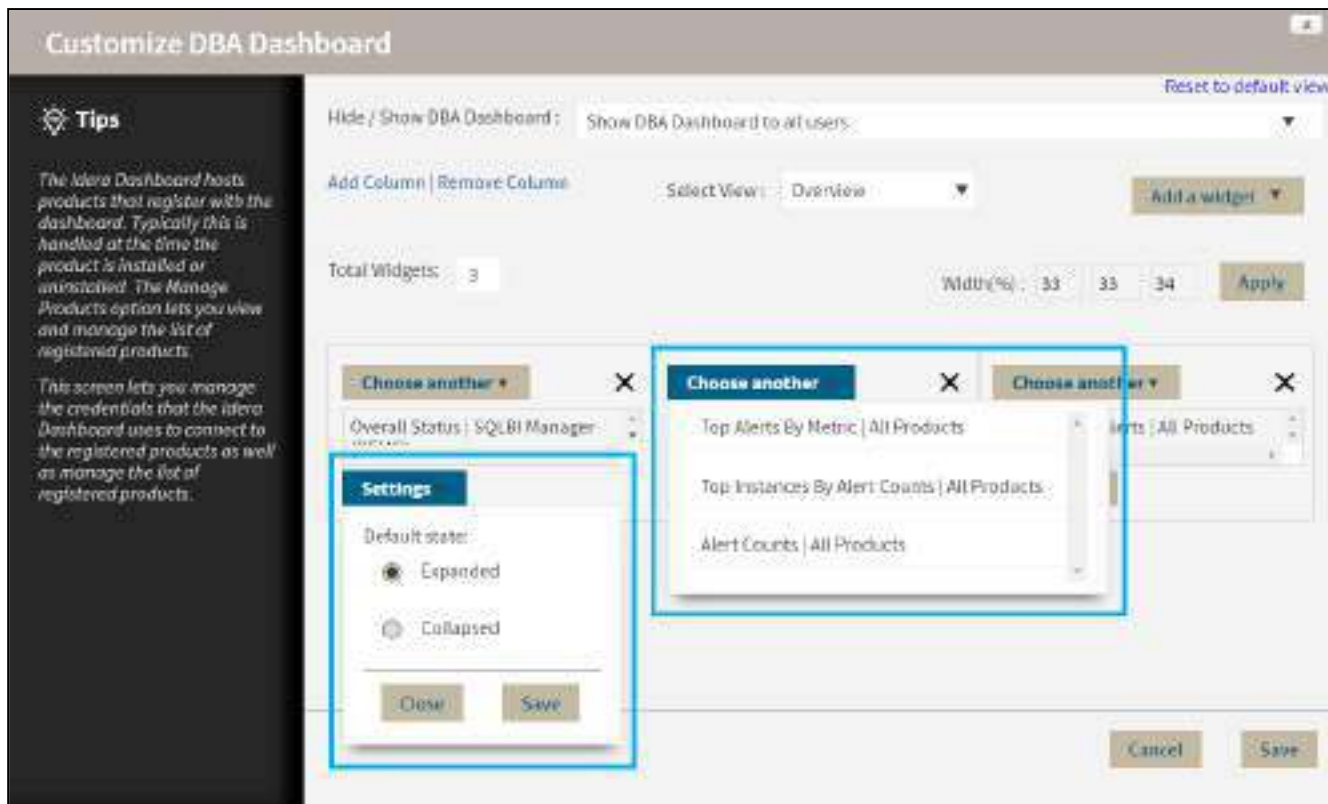 Customize DBA Dashboard
x
Reset to default view
Tips
The Idera Dashboard hosts
products that register with the
dashboard. Typically this is
handled at the time the
product is installed or
uninstalled. The Manage
Products option lets you view
and manage the list of
registered products.
This screen lets you manage
the credentials that the Idera
Dashboard uses to connect to
the registered products as well
as manage the list of
registered products.
Hide / Show DBA Dashboard : Show DBA Dashboard to all users
Add Column | Remove Column Select View : Overview Add a widget
Total Widgets: 3 Width(%) : 33 33 34 Apply
Choose another Choose another Choose another
Overall Status | SQLBI Manager
Top Alerts By Metric | All Products
| All Products
Top Instances By Alert Counts | All Products
Alert Counts | All Products
Settings
Default state:
Expanded
Collapsed
Close Save
Cancel Save